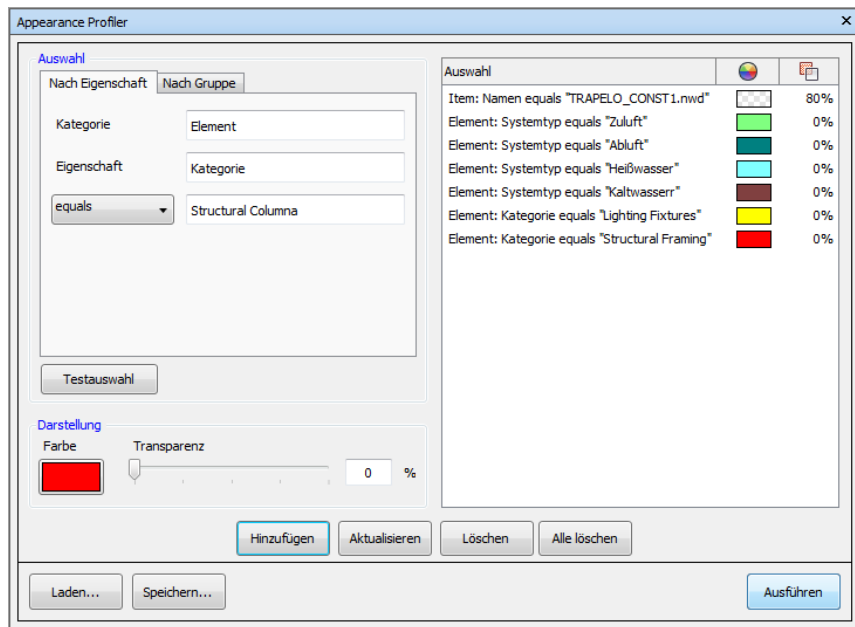 Appearance Profiler
Auswahl
Nach Eigenschaft
Nach Gruppe
Kategorie
Element
Eigenschaft
Kategorie
equals
Structural Columna
Testauswahl
Darstellung
Farbe
Transparenz
0
%
Auswahl
Item: Namen equals "TRAPELO_CONST1.nwd" 80%
Element: Systemtyp equals "Zuluft" 0%
Element: Systemtyp equals "Abluft" 0%
Element: Systemtyp equals "Heißwasser" 0%
Element: Systemtyp equals "Kaltwasserr" 0%
Element: Kategorie equals "Lighting Fixtures" 0%
Element: Kategorie equals "Structural Framing" 0%
Hinzufügen
Aktualisieren
Löschen
Alle löschen
Laden...
Speichern...
Ausführen